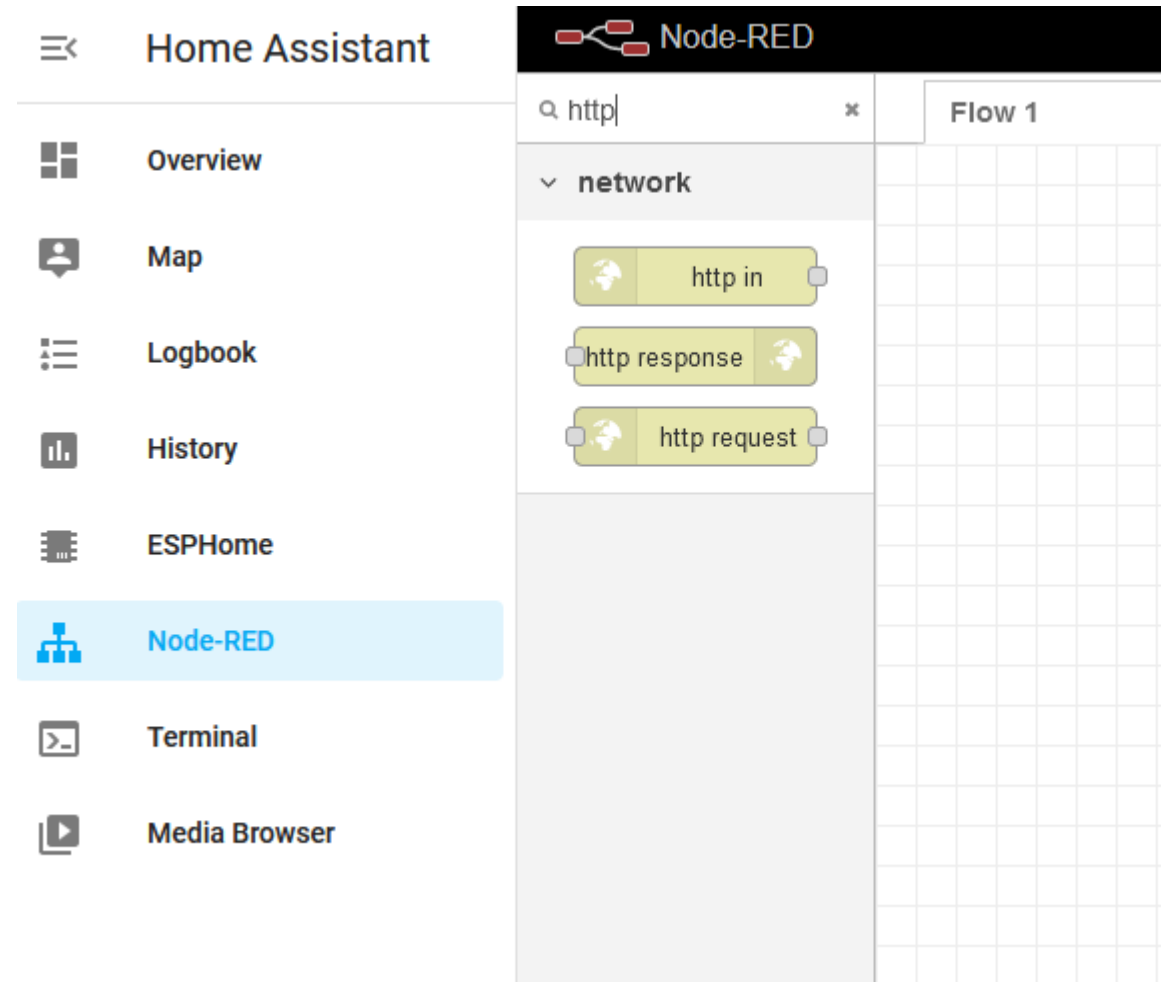 Home Assistant
Overview
Map
Logbook
History
ESPHome
Node-RED
Terminal
Media Browser
Node-RED
http
Flow 1
network
http in
http response
http request